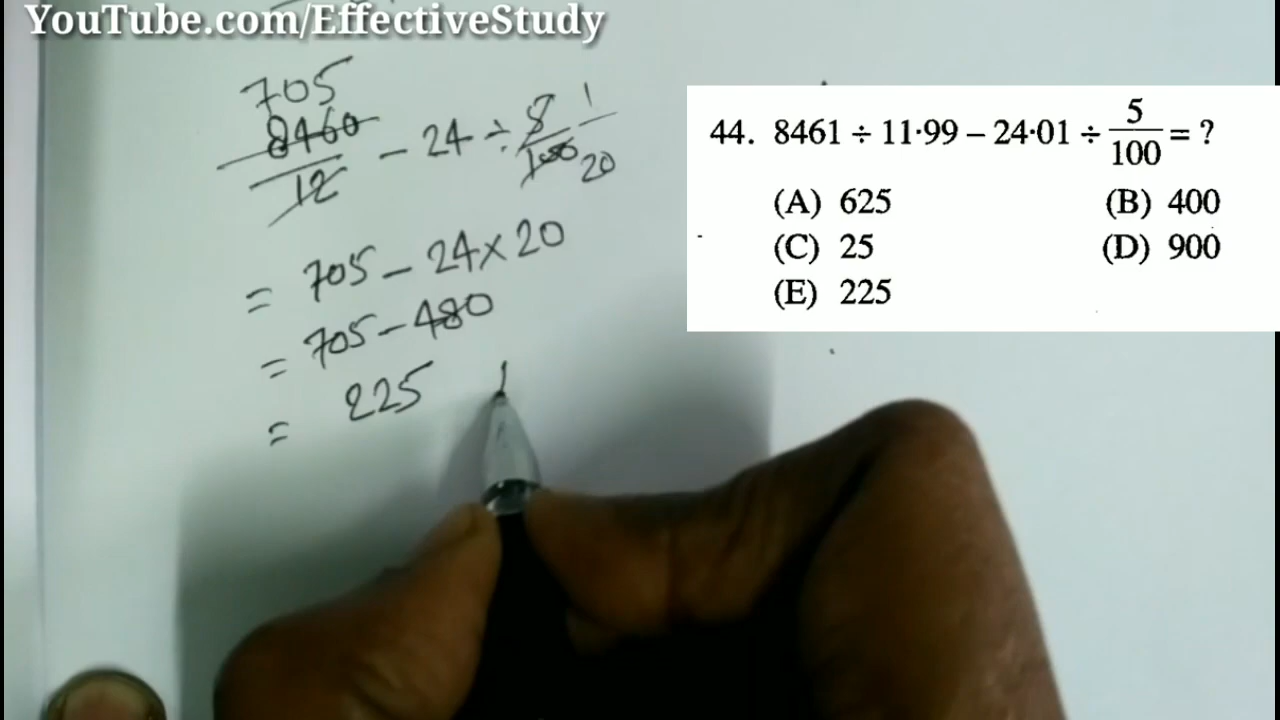 YouTube.com/EffectiveStudy
705
8460/12 - 24 ÷ 8/100 1/20
= 705 - 24 × 20
= 705 - 480
= 225
44. 8461 ÷ 11·99 – 24·01 ÷ 5/100 = ?
(A) 625 (B) 400
(C) 25 (D) 900
(E) 225